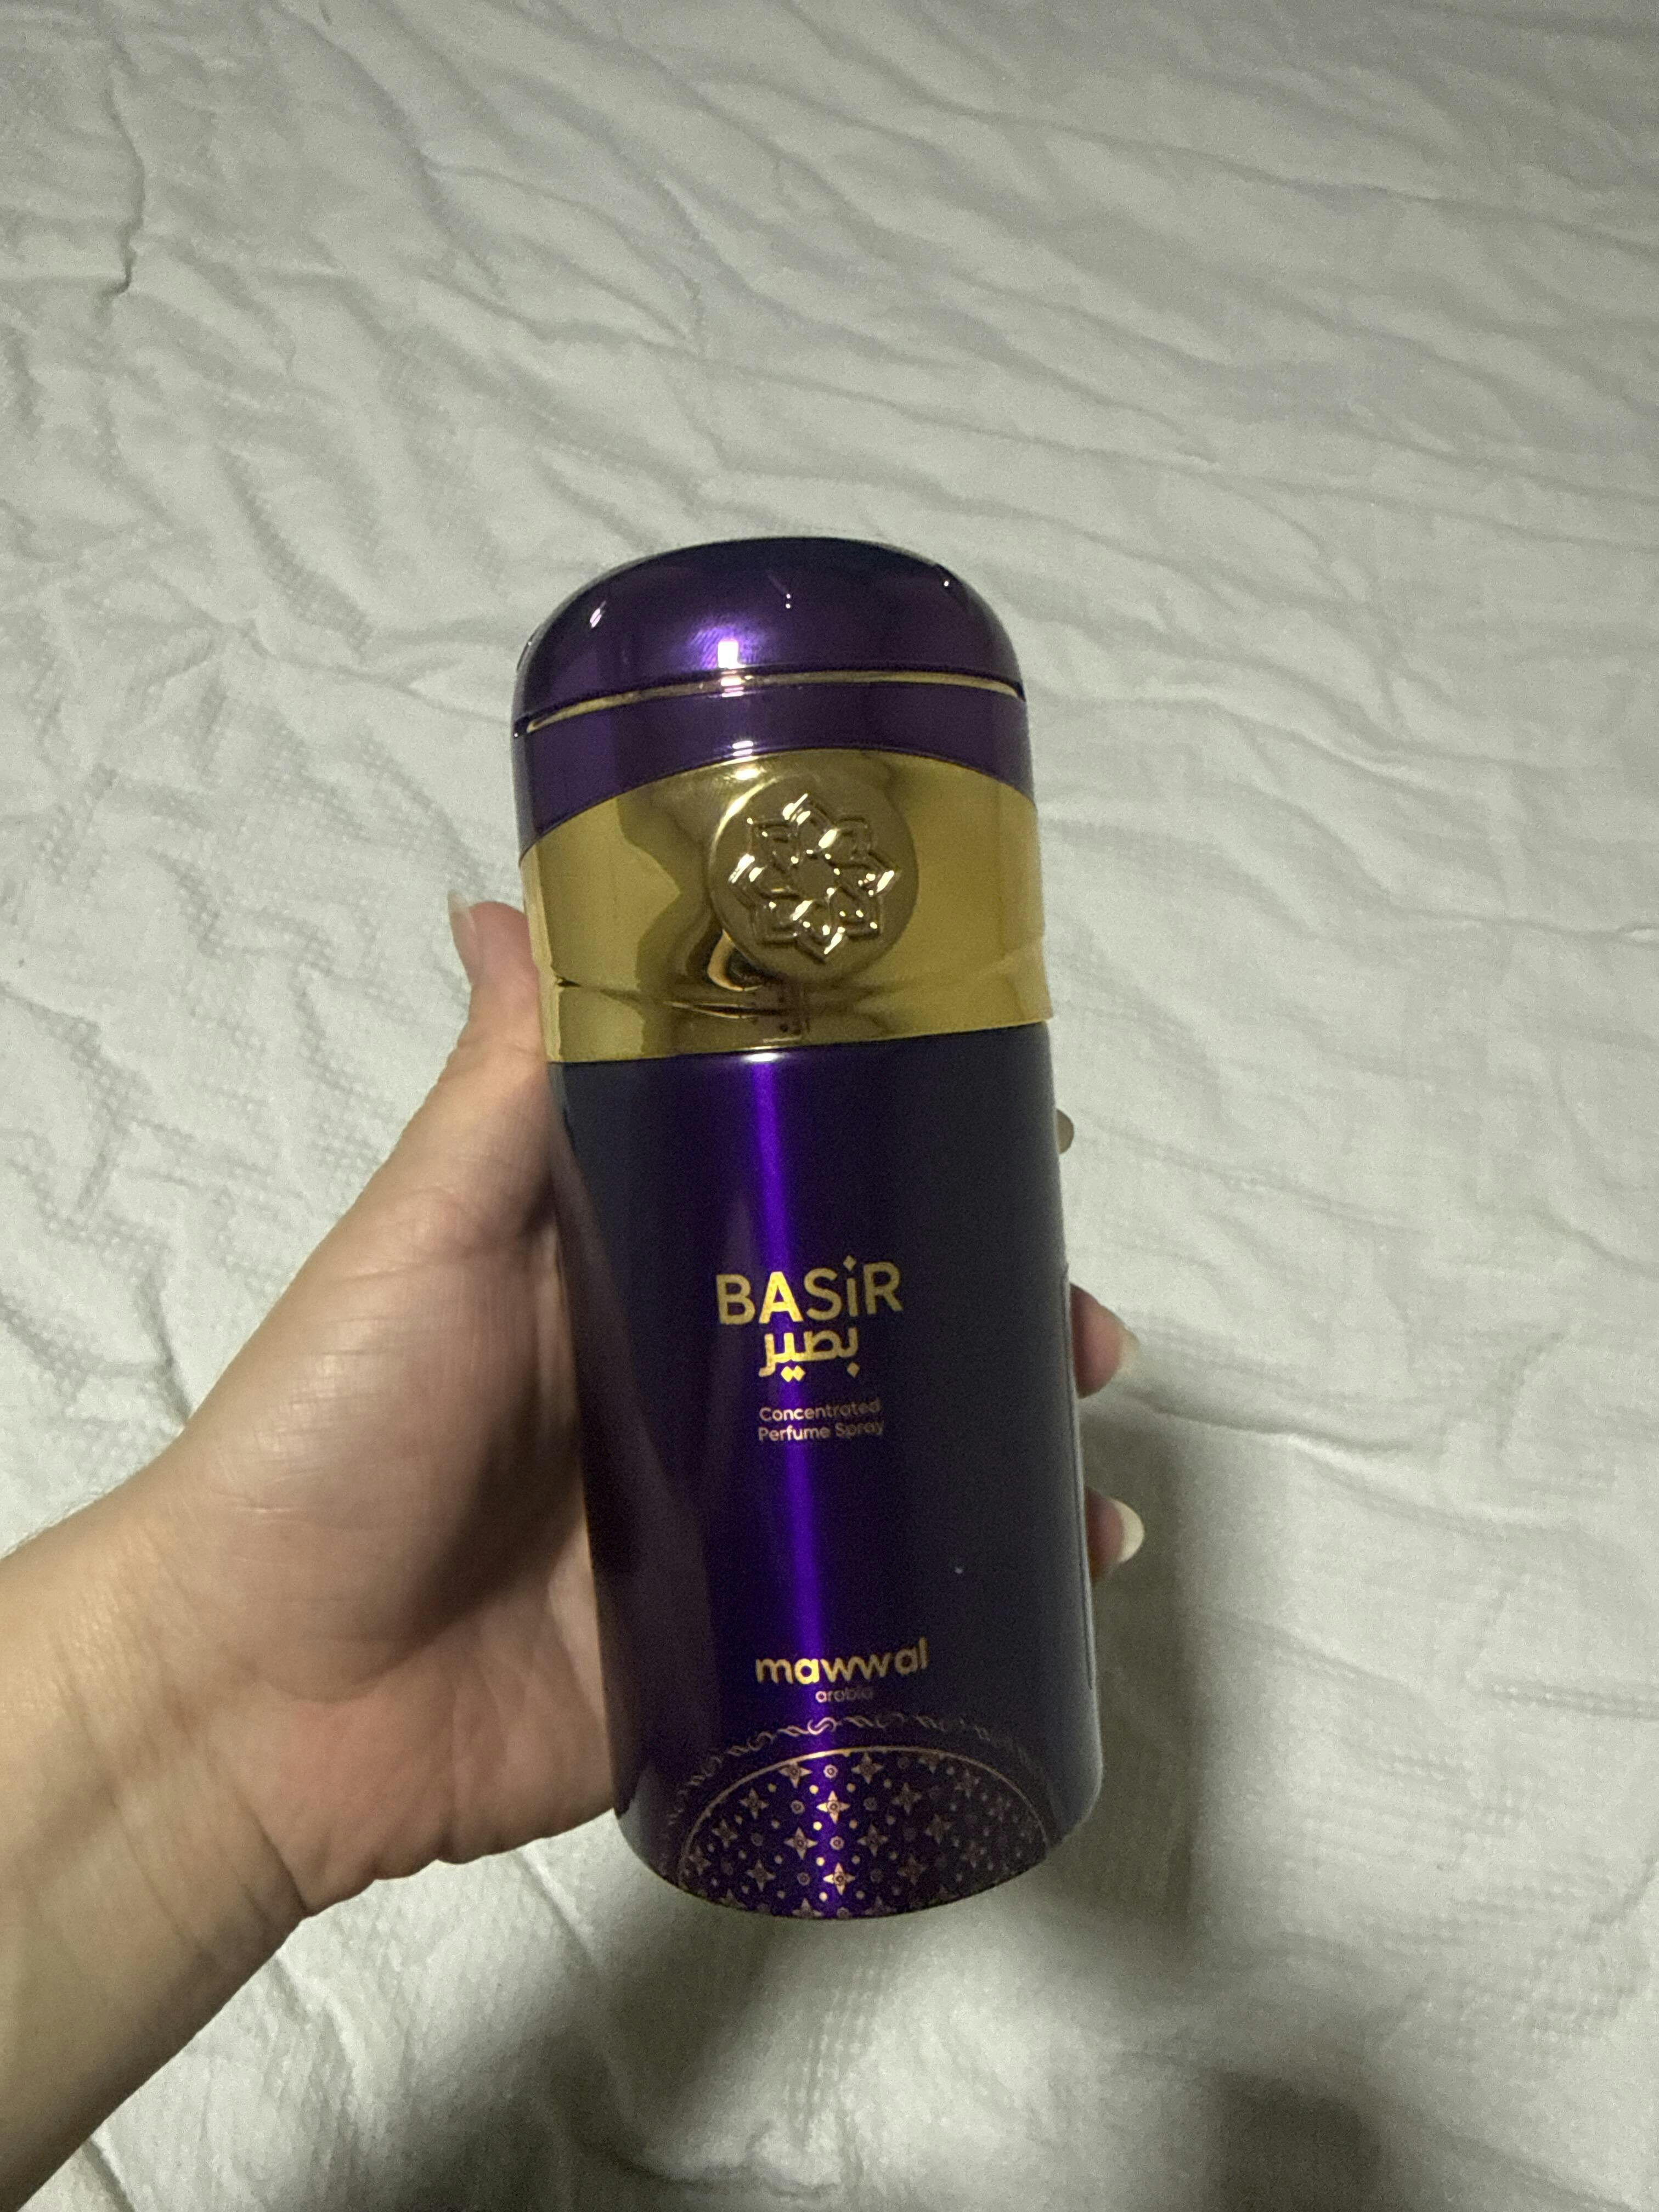 BASiR
بصير
Concentrated
Perfume Spray
mawwal
arabia